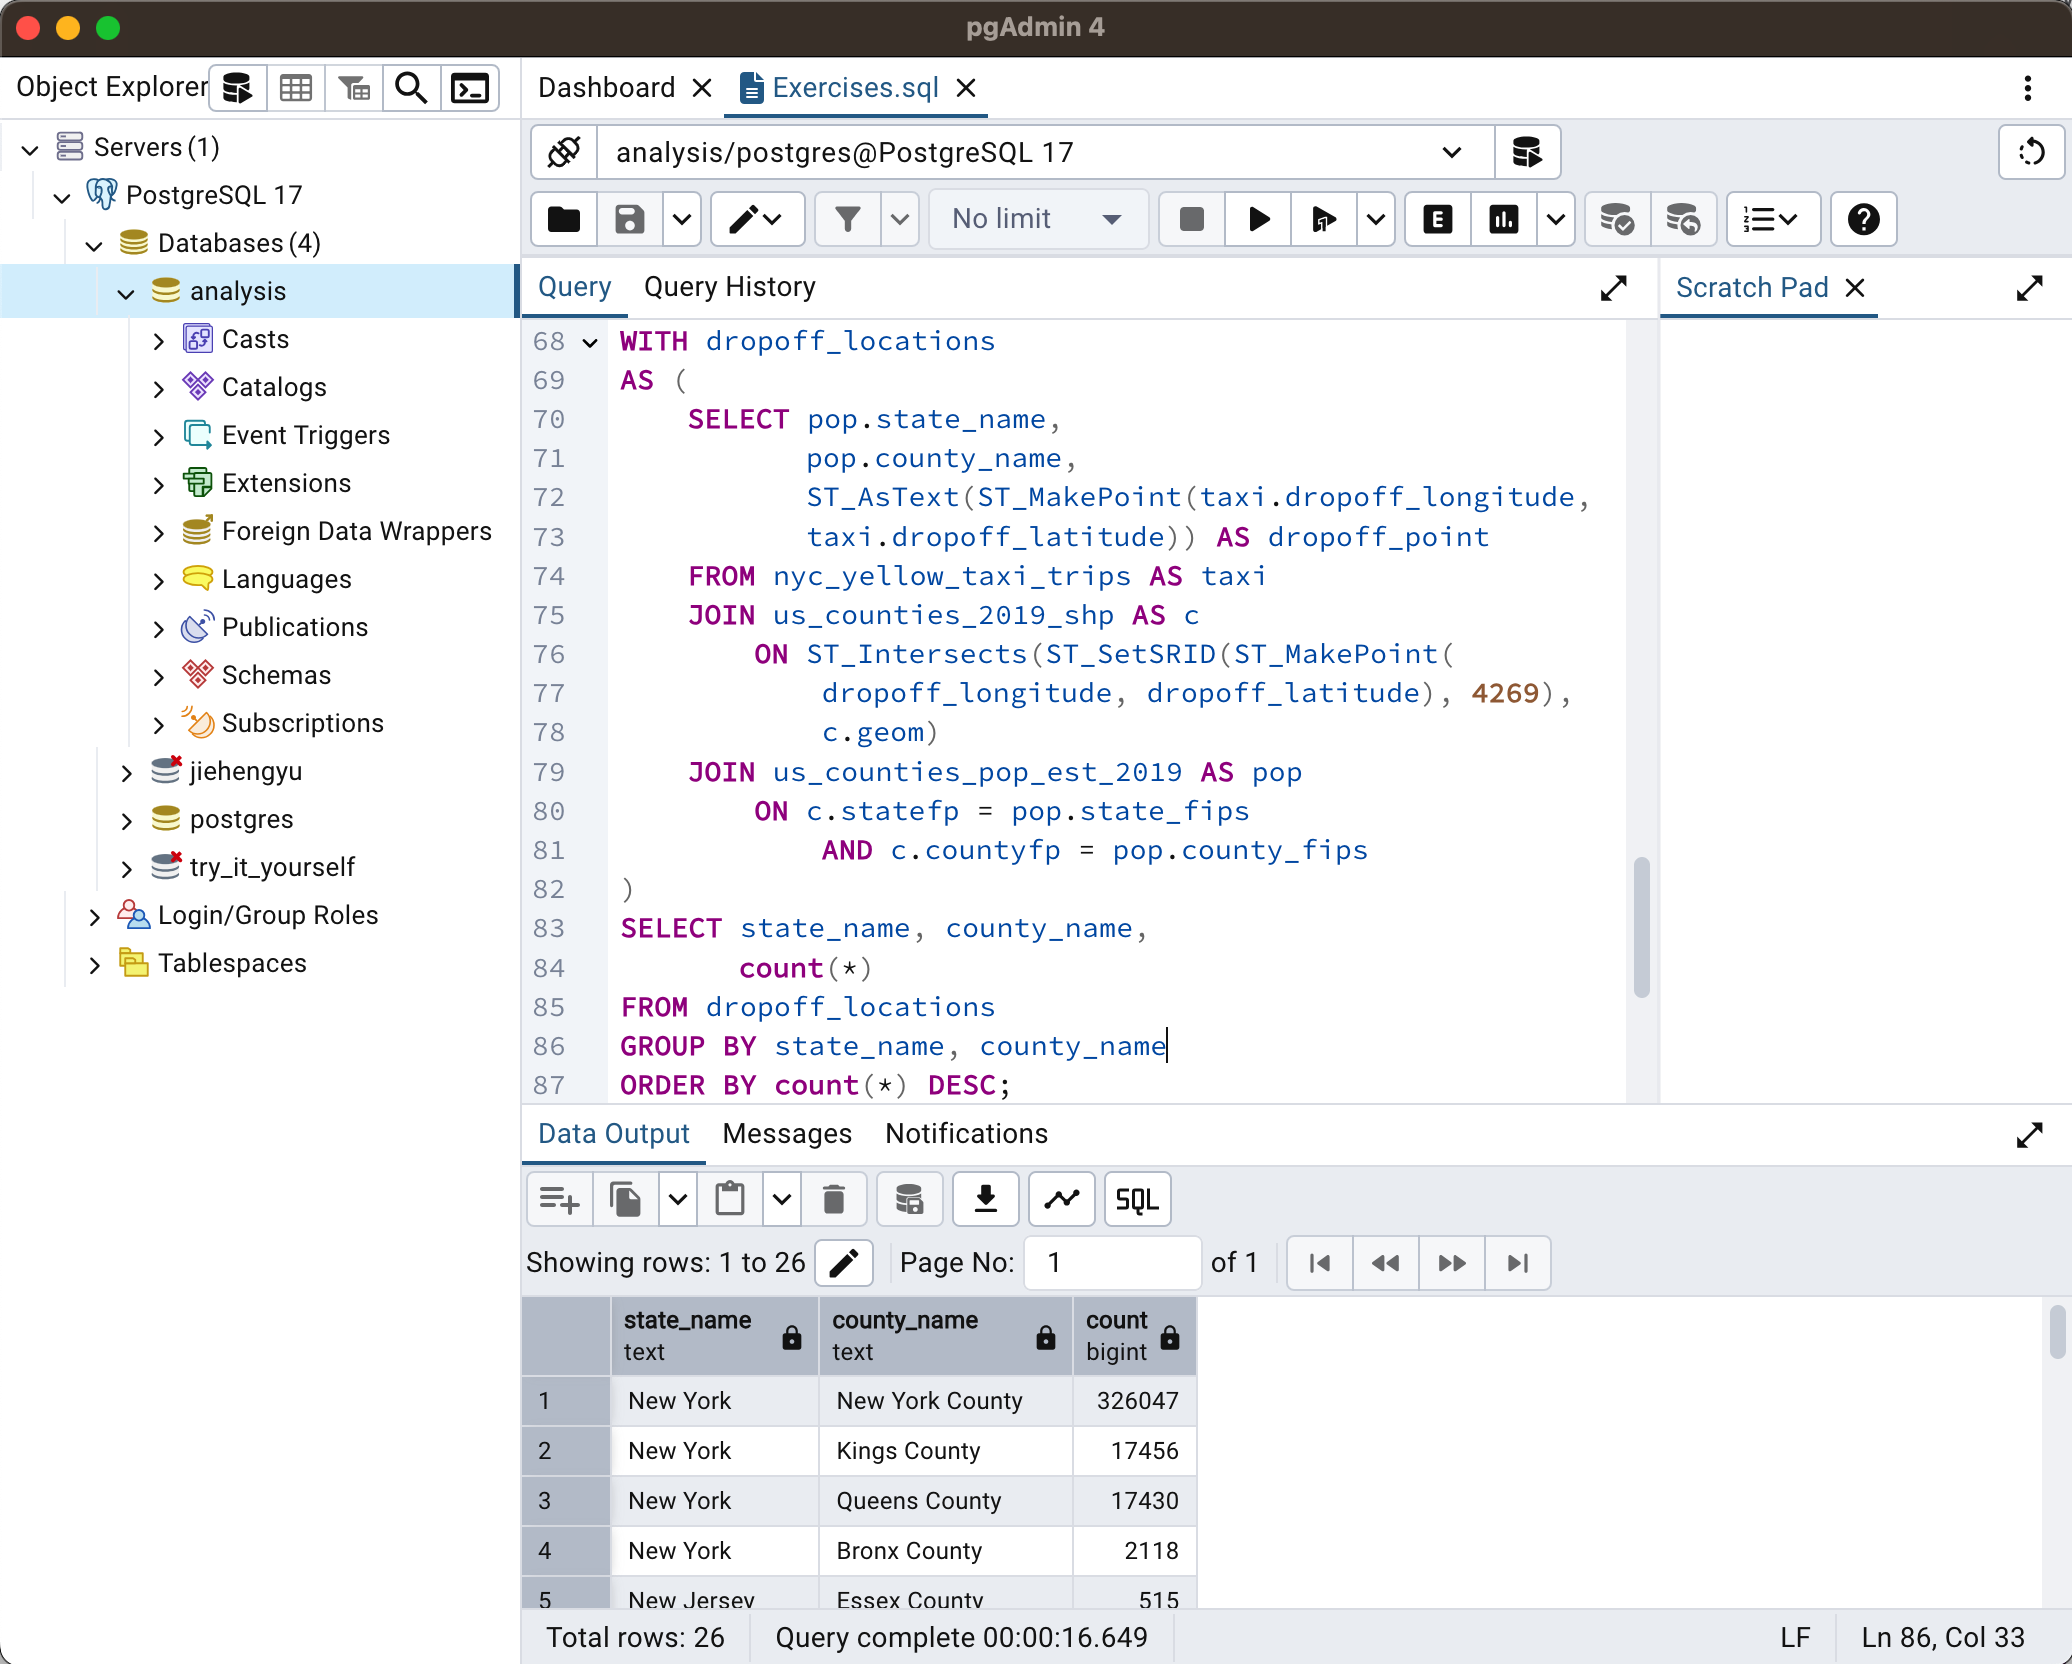 pgAdmin 4
Object Explorer
Servers (1)
PostgreSQL 17
Databases (4)
analysis
Casts
Catalogs
Event Triggers
Extensions
Foreign Data Wrappers
Languages
Publications
Schemas
Subscriptions
jiehengyu
postgres
try_it_yourself
Login/Group Roles
Tablespaces
Dashboard Exercises.sql
analysis/postgres@PostgreSQL 17
No limit E
Query Query History
Scratch Pad
68 WITH dropoff_locations
69 AS (
70 SELECT pop.state_name,
71 pop.county_name,
72 ST_AsText(ST_MakePoint(taxi.dropoff_longitude,
73 taxi.dropoff_latitude)) AS dropoff_point
74 FROM nyc_yellow_taxi_trips AS taxi
75 JOIN us_counties_2019_shp AS c
76 ON ST_Intersects(ST_SetSRID(ST_MakePoint(
77 dropoff_longitude, dropoff_latitude), 4269),
78 c.geom)
79 JOIN us_counties_pop_est_2019 AS pop
80 ON c.statefp = pop.state_fips
81 AND c.countyfp = pop.county_fips
82 )
83 SELECT state_name, county_name,
84 count(*)
85 FROM dropoff_locations
86 GROUP BY state_name, county_name
87 ORDER BY count(*) DESC;
Data Output Messages Notifications
SQL
Showing rows: 1 to 26 Page No: 1 of 1
state_name county_name count
text text bigint
1 New York New York County 326047
2 New York Kings County 17456
3 New York Queens County 17430
4 New York Bronx County 2118
5 New Jersey Essex County 515
Total rows: 26 Query complete 00:00:16.649 LF Ln 86, Col 33